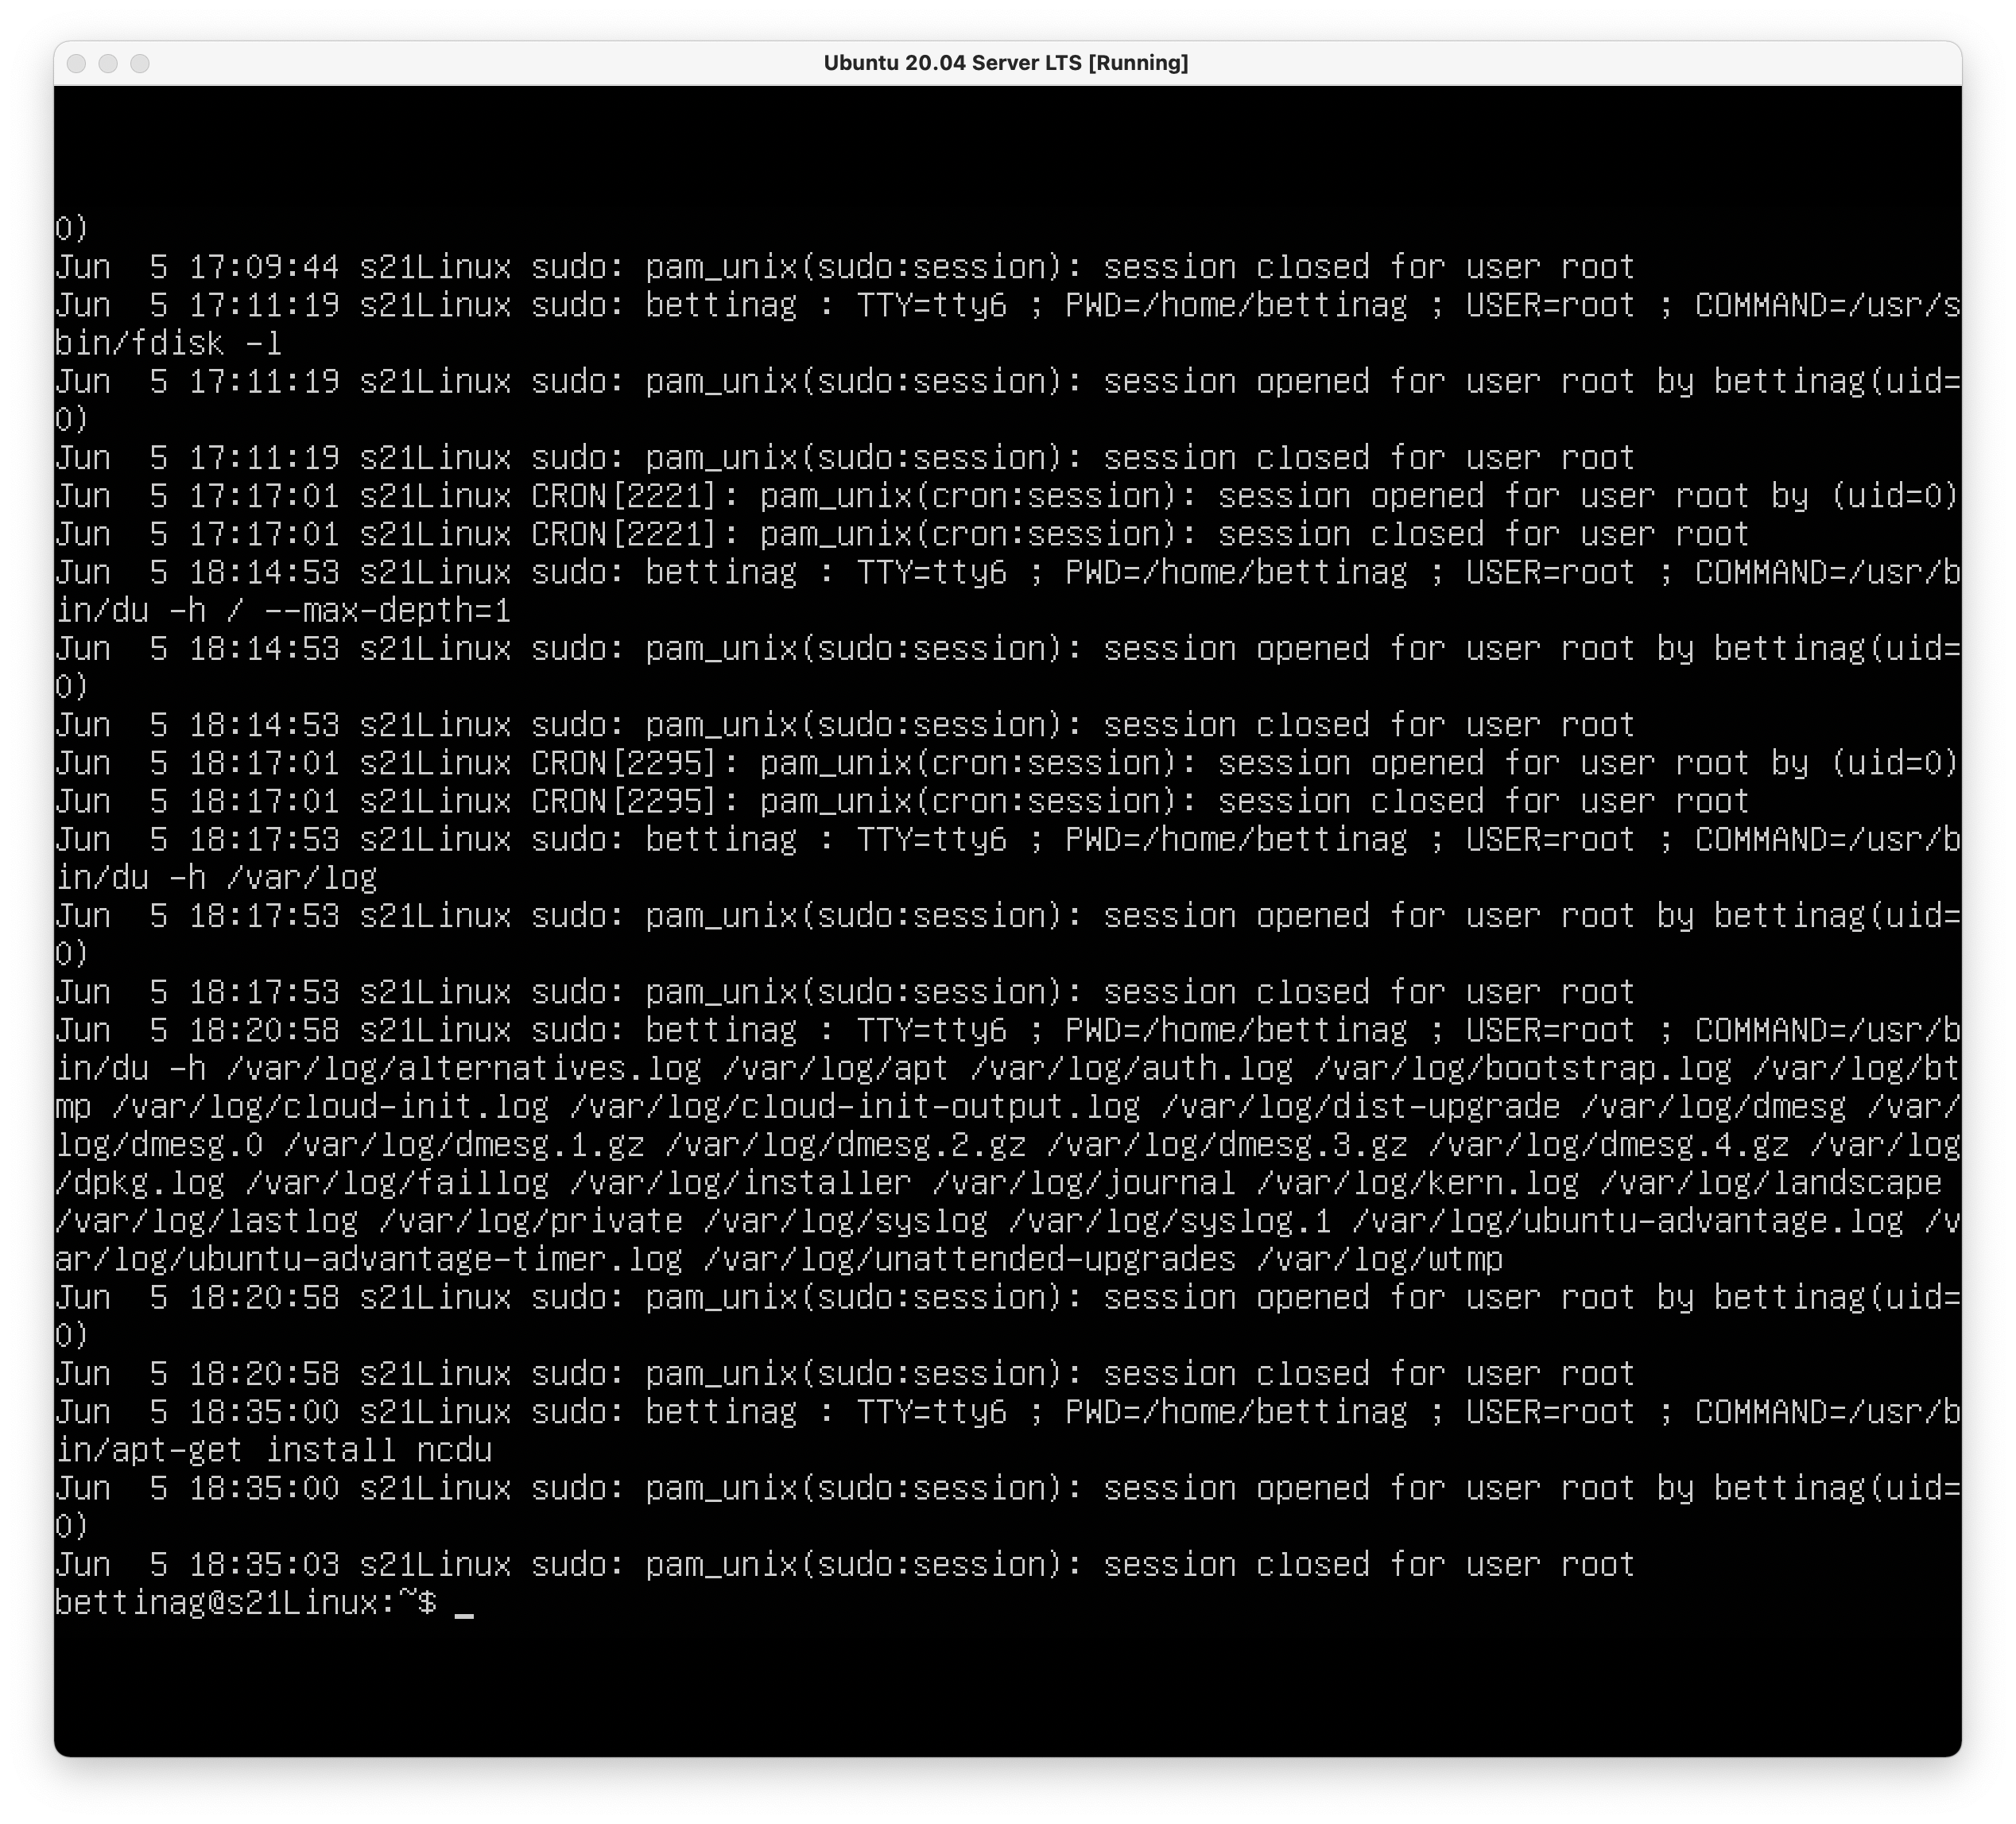 Ubuntu 20.04 Server LTS [Running]
0)
Jun  5 17:09:44 s21Linux sudo: pam_unix(sudo:session): session closed for user root
Jun  5 17:11:19 s21Linux sudo: bettinag : TTY=tty6 ; PWD=/home/bettinag ; USER=root ; COMMAND=/usr/s
bin/fdisk -l
Jun  5 17:11:19 s21Linux sudo: pam_unix(sudo:session): session opened for user root by bettinag(uid=
0)
Jun  5 17:11:19 s21Linux sudo: pam_unix(sudo:session): session closed for user root
Jun  5 17:17:01 s21Linux CRON[2221]: pam_unix(cron:session): session opened for user root by (uid=0)
Jun  5 17:17:01 s21Linux CRON[2221]: pam_unix(cron:session): session closed for user root
Jun  5 18:14:53 s21Linux sudo: bettinag : TTY=tty6 ; PWD=/home/bettinag ; USER=root ; COMMAND=/usr/b
in/du -h / --max-depth=1
Jun  5 18:14:53 s21Linux sudo: pam_unix(sudo:session): session opened for user root by bettinag(uid=
0)
Jun  5 18:14:53 s21Linux sudo: pam_unix(sudo:session): session closed for user root
Jun  5 18:17:01 s21Linux CRON[2295]: pam_unix(cron:session): session opened for user root by (uid=0)
Jun  5 18:17:01 s21Linux CRON[2295]: pam_unix(cron:session): session closed for user root
Jun  5 18:17:53 s21Linux sudo: bettinag : TTY=tty6 ; PWD=/home/bettinag ; USER=root ; COMMAND=/usr/b
in/du -h /var/log
Jun  5 18:17:53 s21Linux sudo: pam_unix(sudo:session): session opened for user root by bettinag(uid=
0)
Jun  5 18:17:53 s21Linux sudo: pam_unix(sudo:session): session closed for user root
Jun  5 18:20:58 s21Linux sudo: bettinag : TTY=tty6 ; PWD=/home/bettinag ; USER=root ; COMMAND=/usr/b
in/du -h /var/log/alternatives.log /var/log/apt /var/log/auth.log /var/log/bootstrap.log /var/log/bt
mp /var/log/cloud-init.log /var/log/cloud-init-output.log /var/log/dist-upgrade /var/log/dmesg /var/
log/dmesg.0 /var/log/dmesg.1.gz /var/log/dmesg.2.gz /var/log/dmesg.3.gz /var/log/dmesg.4.gz /var/log
/dpkg.log /var/log/faillog /var/log/installer /var/log/journal /var/log/kern.log /var/log/landscape
/var/log/lastlog /var/log/private /var/log/syslog /var/log/syslog.1 /var/log/ubuntu-advantage.log /v
ar/log/ubuntu-advantage-timer.log /var/log/unattended-upgrades /var/log/wtmp
Jun  5 18:20:58 s21Linux sudo: pam_unix(sudo:session): session opened for user root by bettinag(uid=
0)
Jun  5 18:20:58 s21Linux sudo: pam_unix(sudo:session): session closed for user root
Jun  5 18:35:00 s21Linux sudo: bettinag : TTY=tty6 ; PWD=/home/bettinag ; USER=root ; COMMAND=/usr/b
in/apt-get install ncdu
Jun  5 18:35:00 s21Linux sudo: pam_unix(sudo:session): session opened for user root by bettinag(uid=
0)
Jun  5 18:35:03 s21Linux sudo: pam_unix(sudo:session): session closed for user root
bettinag@s21Linux:~$ _